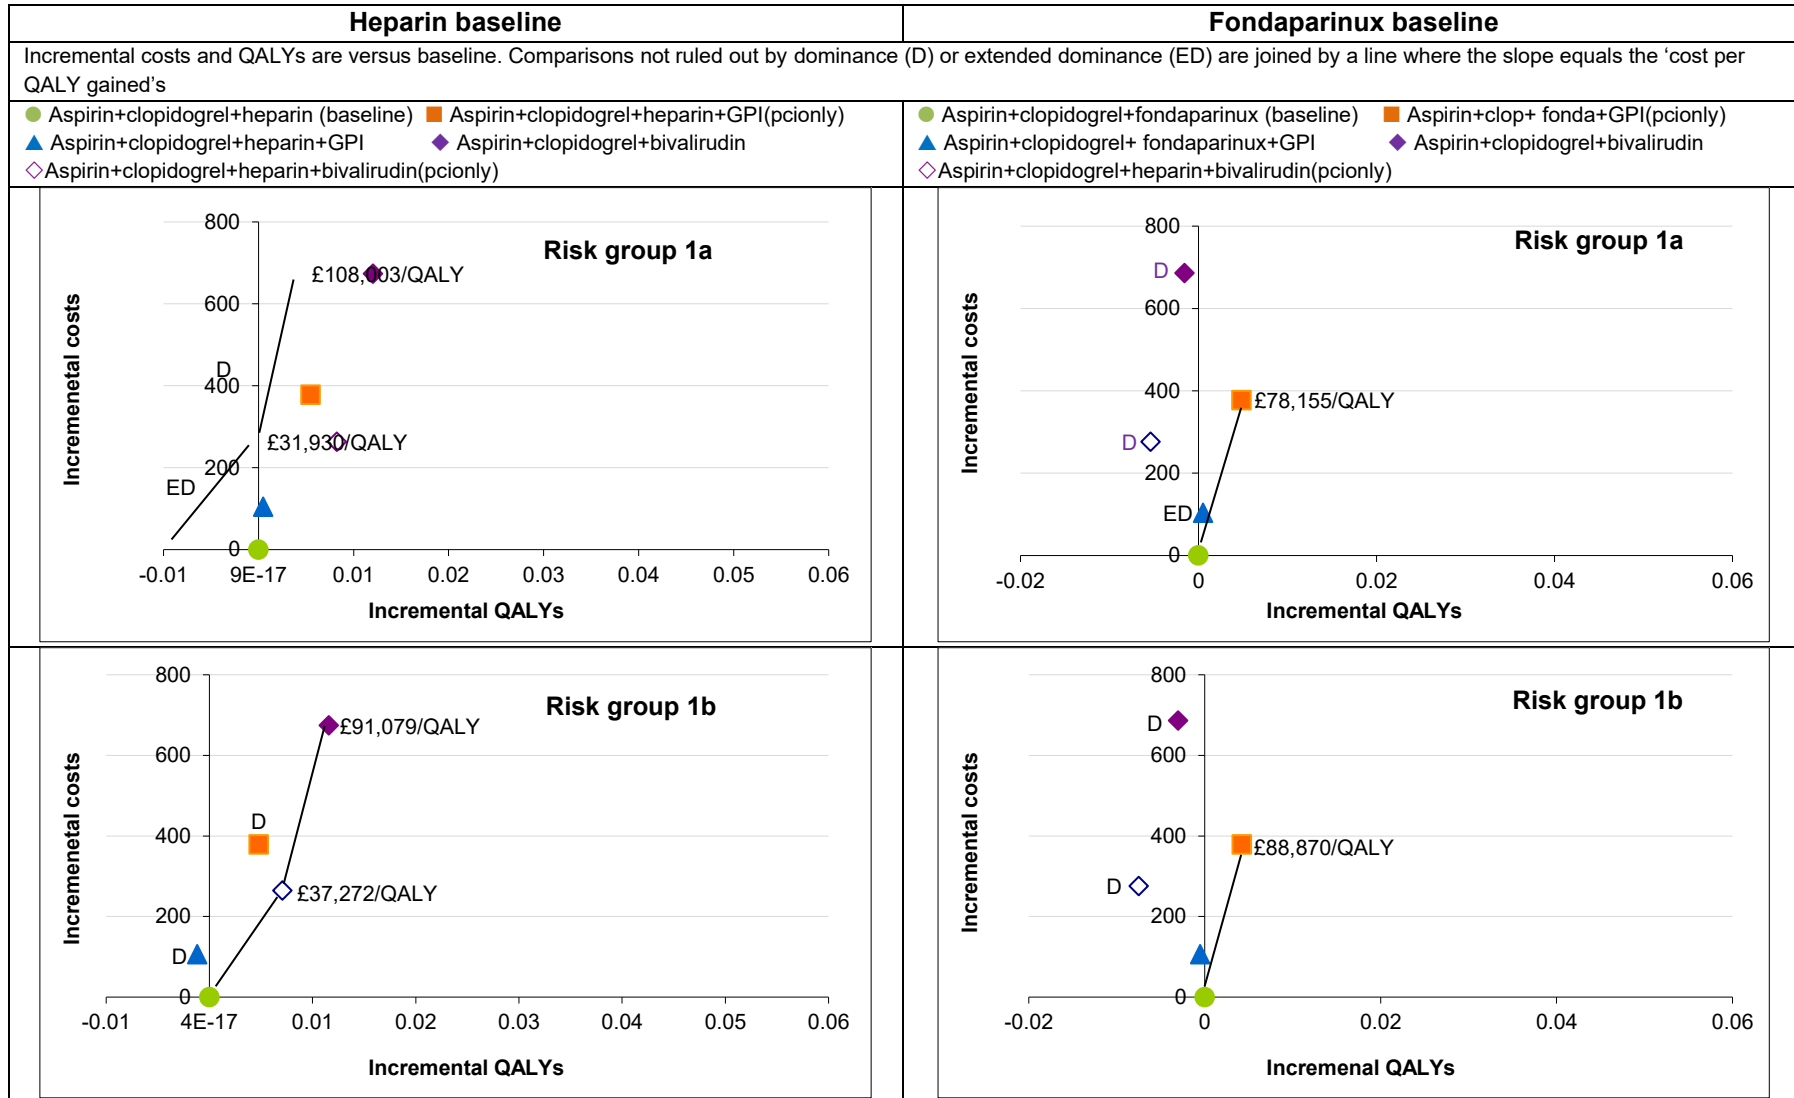 Heparin baseline
Fondaparinux baseline
Incremental costs and QALYs are versus baseline. Comparisons not ruled out by dominance (D) or extended dominance (ED) are joined by a line where the slope equals the ‘cost per
QALY gained’s
Aspirin+clopidogrel+heparin (baseline) Aspirin+clopidogrel+heparin+GPI(pcionly)
Aspirin+clopidogrel+heparin+GPI Aspirin+clopidogrel+bivalirudin
Aspirin+clopidogrel+heparin+bivalirudin(pcionly)
Aspirin+clopidogrel+fondaparinux (baseline) Aspirin+clop+ fonda+GPI(pcionly)
Aspirin+clopidogrel+ fondaparinux+GPI Aspirin+clopidogrel+bivalirudin
Aspirin+clopidogrel+heparin+bivalirudin(pcionly)
800
Risk group 1a
£108,003/QALY
600
D
400
£31,930/QALY
200
ED
0
-0.01 9E-17 0.01 0.02 0.03 0.04 0.05 0.06
Incremenetal costs
Incremental QALYs
800
Risk group 1a
D
600
400
£78,155/QALY
D
200
ED
0
-0.02 0 0.02 0.04 0.06
Incremental costs
Incremental QALYs
800
Risk group 1b
£91,079/QALY
600
D
400
£37,272/QALY
200
D
0
-0.01 4E-17 0.01 0.02 0.03 0.04 0.05 0.06
Incremenetal costs
Incremental QALYs
800
Risk group 1b
D
600
400
£88,870/QALY
D
200
0
-0.02 0 0.02 0.04 0.06
Incremental costs
Incremenal QALYs